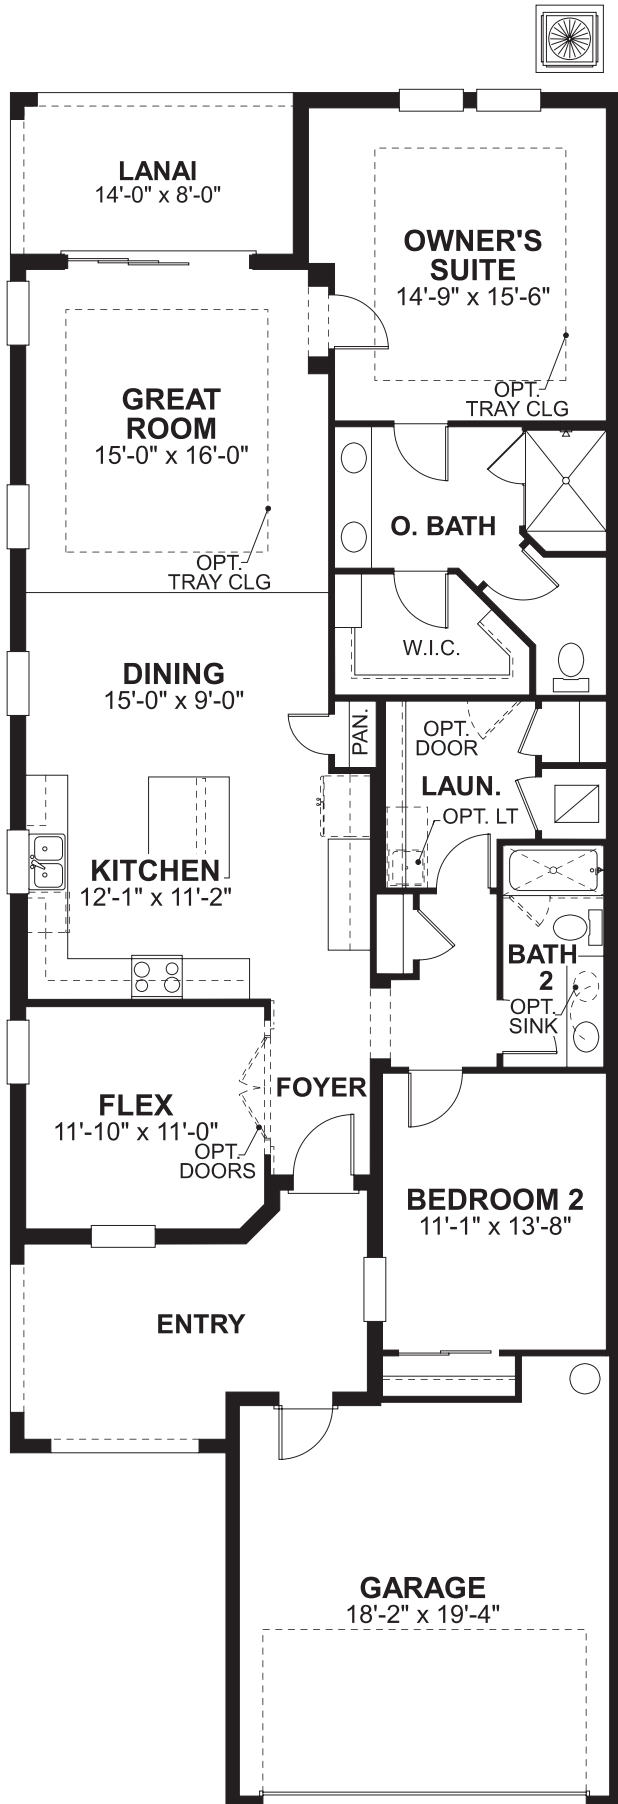 LANAI
14'-0" x 8'-0"
OWNER'S
SUITE
14'-9" x 15'-6"
OPT.
TRAY CLG
GREAT
ROOM
15'-0" x 16'-0"
OPT.
TRAY CLG
O. BATH
W.I.C.
DINING
15'-0" x 9'-0"
PAN.
OPT.
DOOR
LAUN.
OPT. LT
KITCHEN
12'-1" x 11'-2"
BATH
2
OPT.
SINK
FOYER
FLEX
11'-10" x 11'-0"
OPT.
DOORS
BEDROOM 2
11'-1" x 13'-8"
ENTRY
GARAGE
18'-2" x 19'-4"